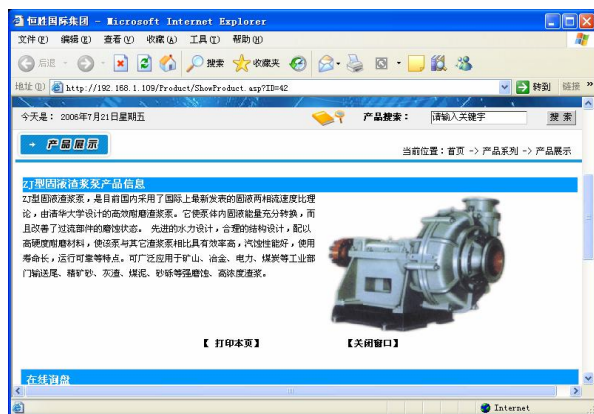 恒胜国际集团 - Microsoft Internet Explorer
文件(F) 编辑(E) 查看(V) 收藏(A) 工具(T) 帮助(H)
后退 搜索 收藏夹
地址(D) http://192.168.1.109/Product/ShowProduct.asp?ID=42 转到 链接 »
今天是: 2006年7月21日星期五 产品搜索: 请输入关键字 搜 索
产品展示
当前位置:首页 -> 产品系列 -> 产品展示
ZJ型固液渣浆泵产品信息
ZJ型固液渣浆泵,是目前国内采用了国际上最新发表的固液两相流速度比理
论,由清华大学设计的高效耐磨渣浆泵。它使泵体内固液能量充分转换,而
且改善了过流部件的磨蚀状态。 先进的水力设计,合理的结构设计,配以
高硬度耐磨材料,使该泵与其它渣浆泵相比具有效率高,汽蚀性能好,使用
寿命长,运行可靠等特点。可广泛应用于矿山、冶金、电力、煤炭等工业部
门输送尾、精矿砂、灰渣、煤泥、砂砾等强磨蚀、高浓度渣浆。
【 打印本页】 【关闭窗口】
在线询盘
Internet